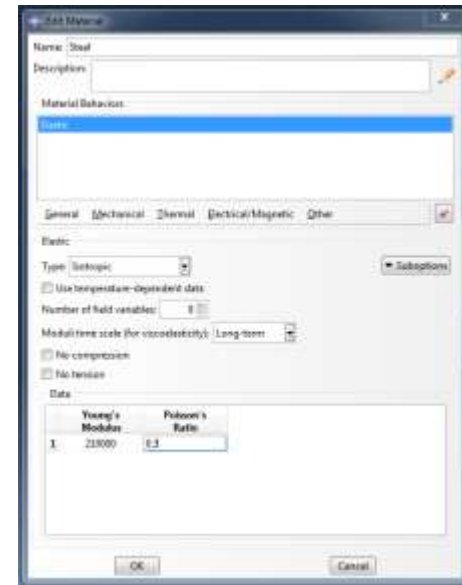 Edit Material
Name: Steel
Description:
Material Behaviors
Elastic
General Mechanical Thermal Electrical/Magnetic Other
Elastic
Type: Isotropic Suboptions
Use temperature-dependent data
Number of field variables: 0
Moduli time scale (for viscoelasticity): Long-term
No compression
No tension
Data
Young's Modulus Poisson's Ratio
1 210000 0.3
OK Cancel